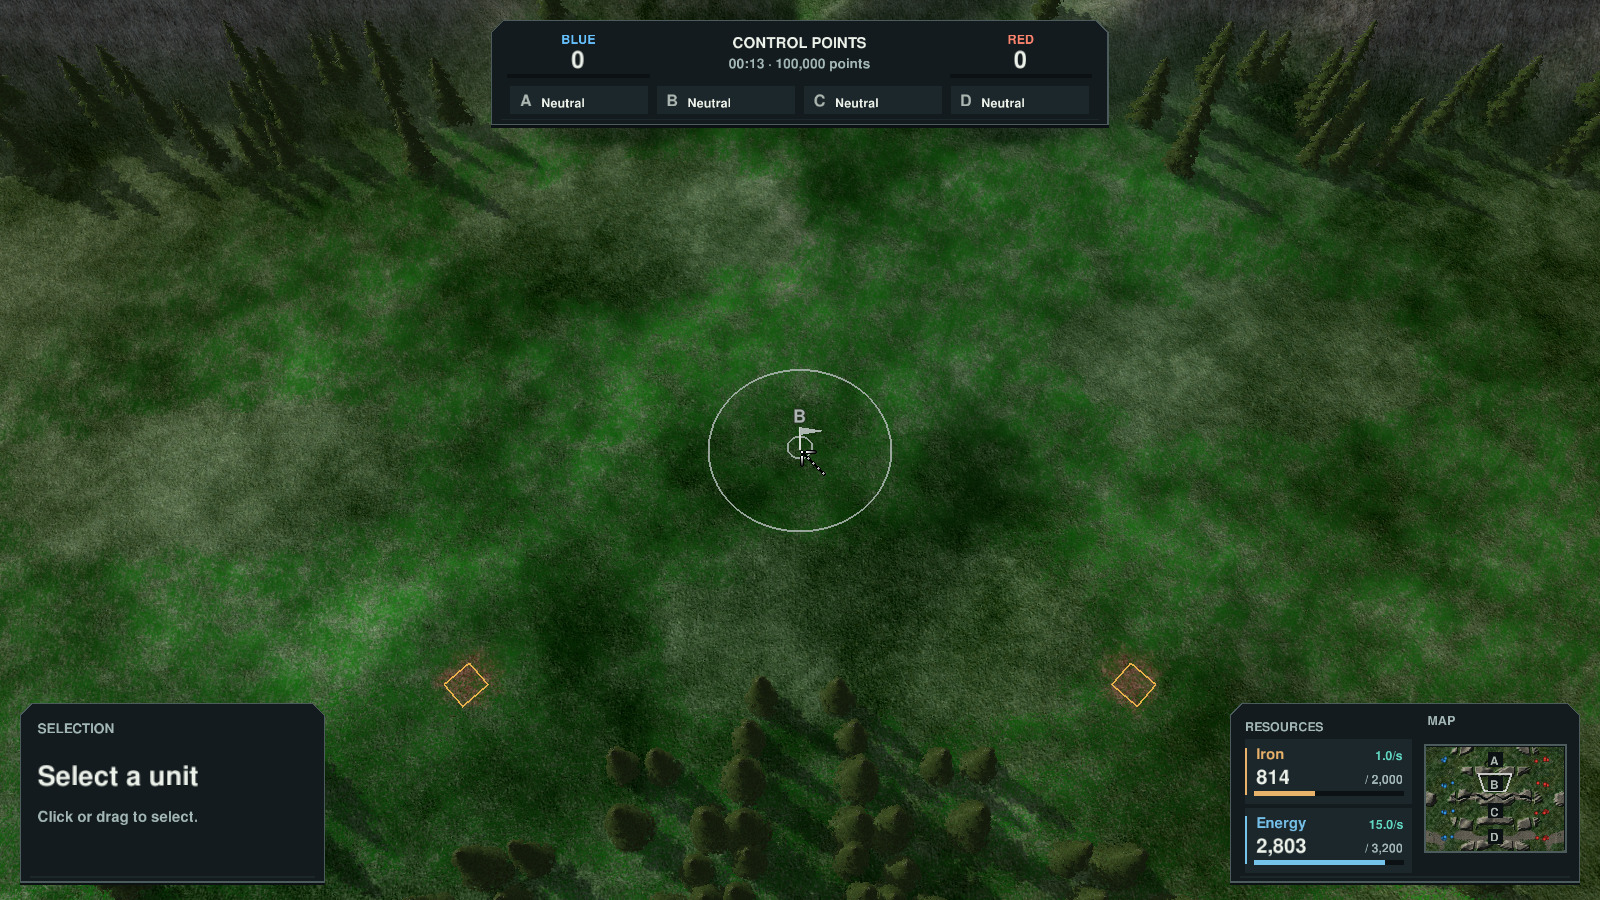 BLUE
0
CONTROL POINTS
00:13 · 100,000 points
RED
0
A Neutral
B Neutral
C Neutral
D Neutral
B
SELECTION
Select a unit
Click or drag to select.
RESOURCES
Iron 1.0/s
814 / 2,000
Energy 15.0/s
2,803 / 3,200
MAP
A
B
C
D